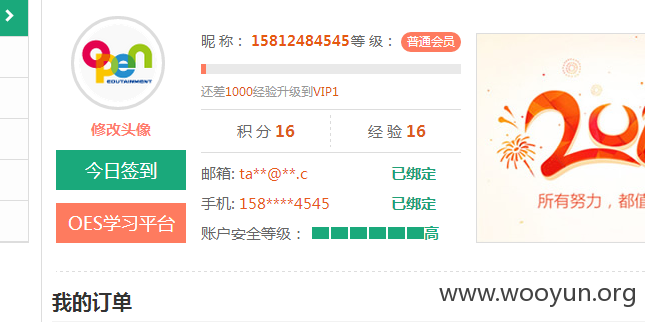 open
EDUTAINMENT
修改头像
今日签到
OES学习平台
昵 称： 15812484545等 级： 普通会员
还差1000经验升级到VIP1
积 分 16 经 验 16
邮箱: ta**@**.c 已绑定
手机: 158****4545 已绑定
账户安全等级： 高
所有努力，都值
我的订单
www.wooyun.org